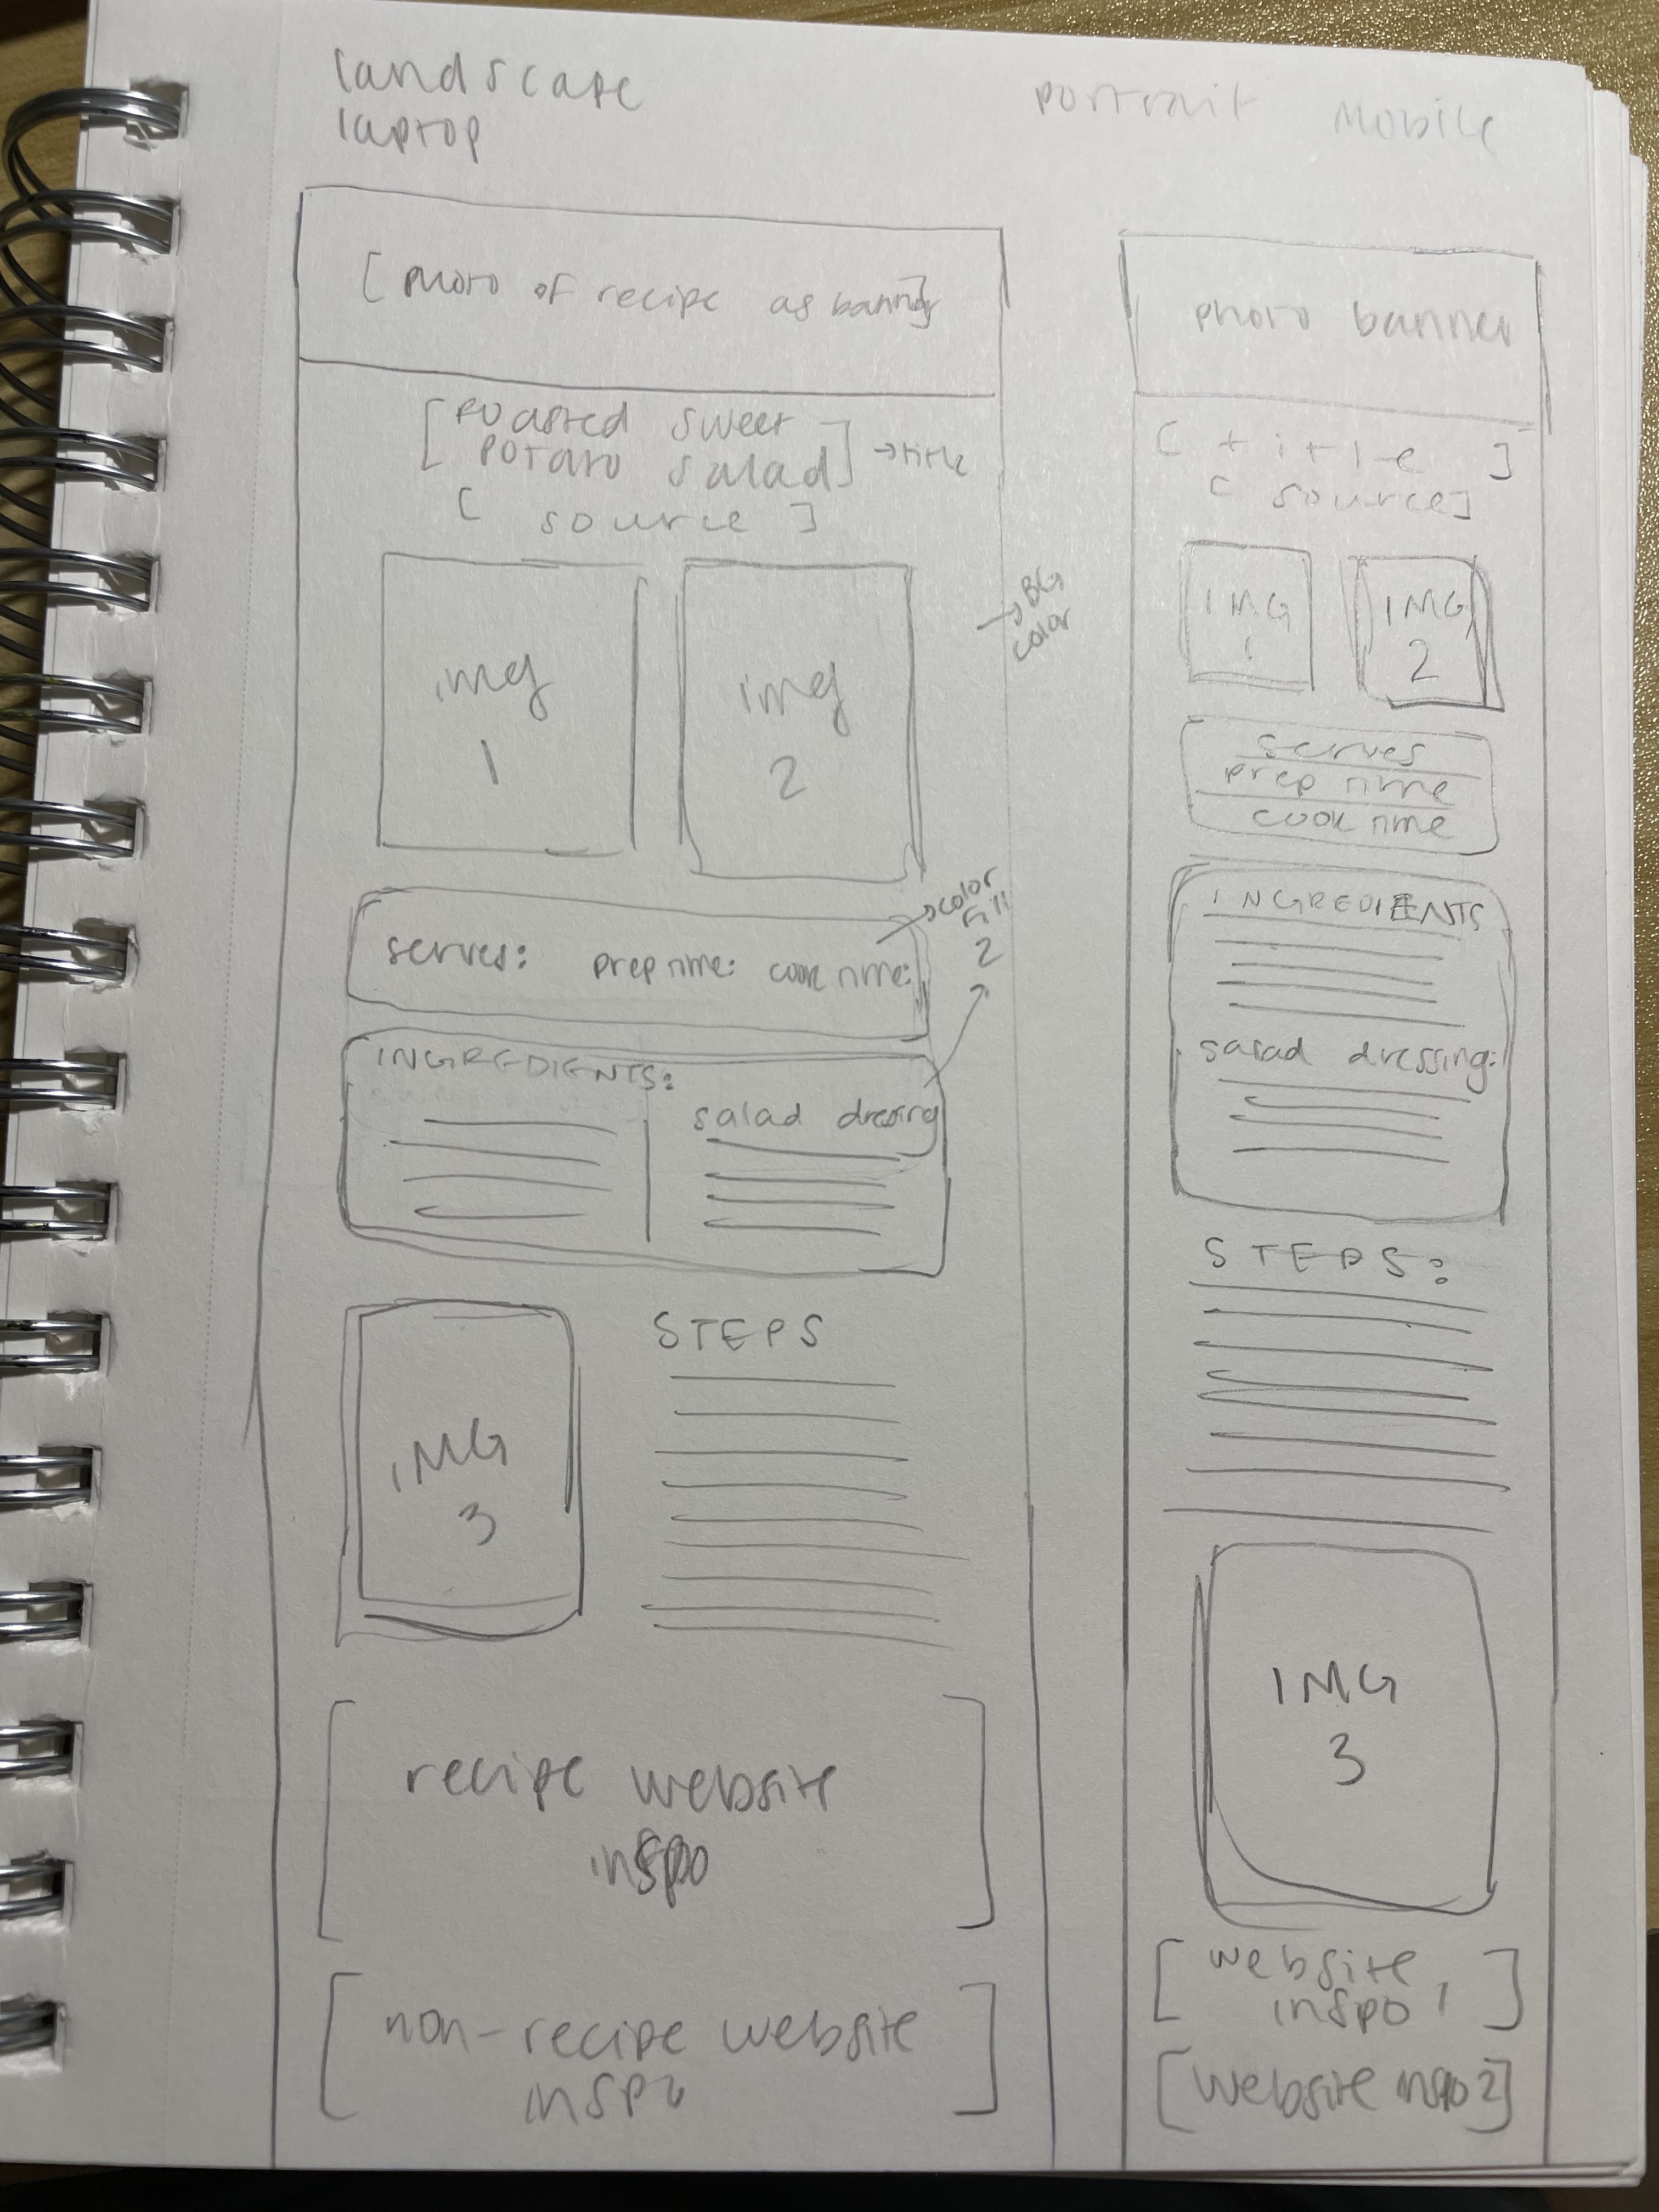 landscape
laptop
[photo of recipe as banner]
[roasted sweet
potato salad] → title
[source]
img
1
img
2
→ BG
color
serves: prep time: cook time:
→ color
fill
2
INGREDIENTS:
salad dressing
IMG
3
STEPS
[recipe website
inspo]
[non-recipe website
inspo]
portrait mobile
photo banner
[title]
[source]
IMG
1
IMG
2
serves
prep time
cook time
INGREDIENTS
salad dressing:
STEPS:
IMG
3
[website
inspo 1]
[website inspo 2]